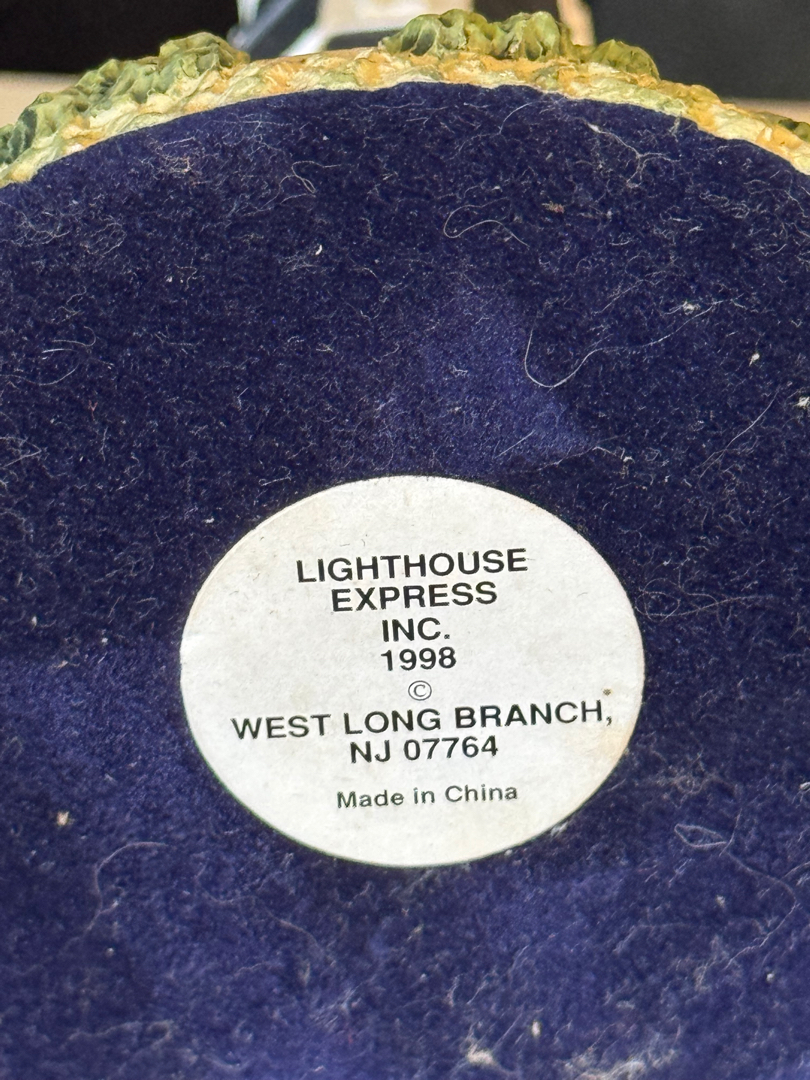 LIGHTHOUSE
EXPRESS
INC.
1998
©
WEST LONG BRANCH,
NJ 07764
Made in China